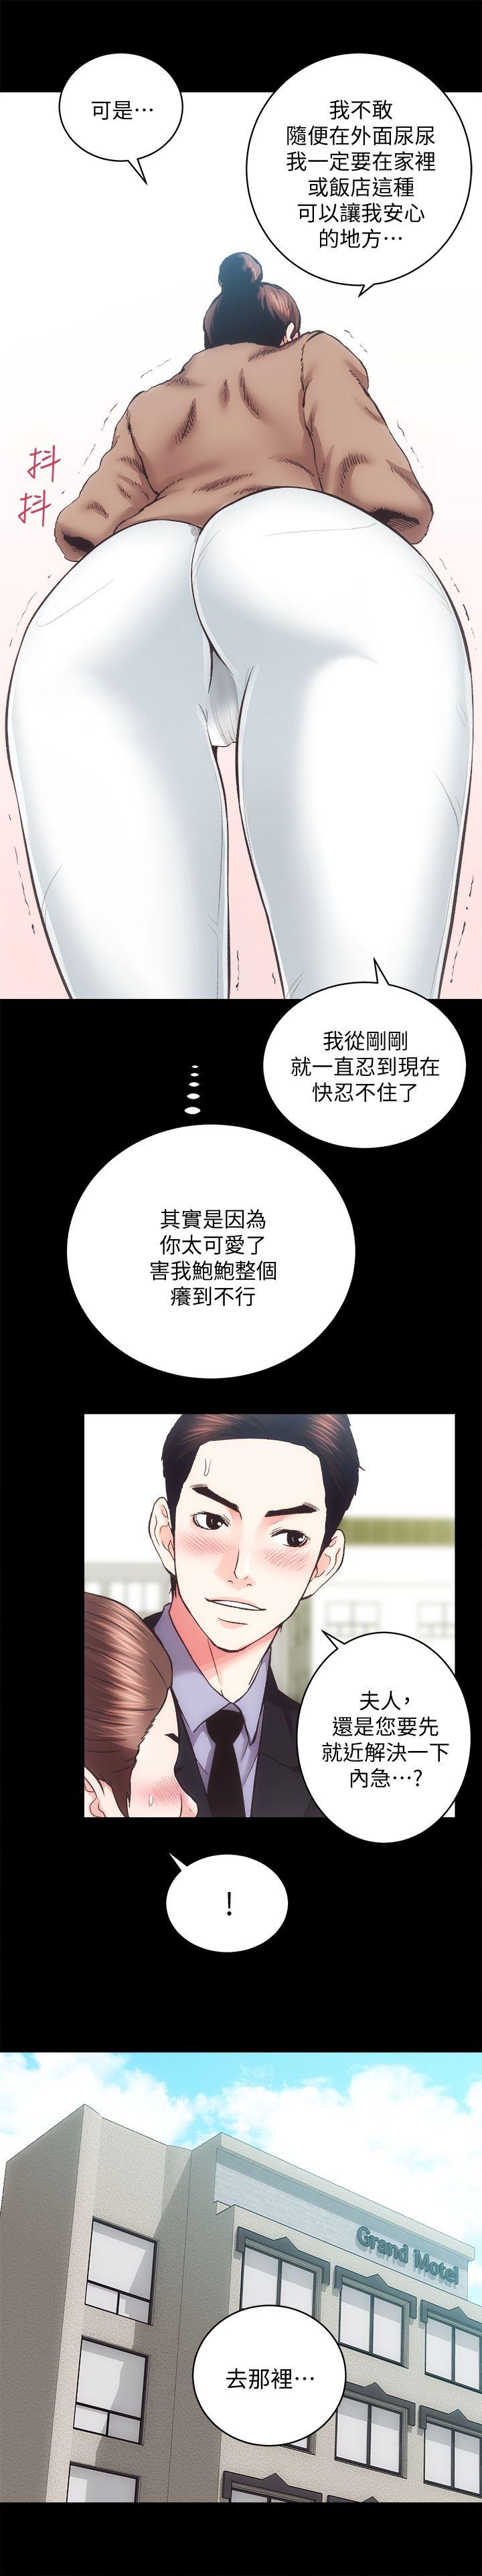 可是…
我不敢
隨便在外面尿尿
我一定要在家裡
或飯店這種
可以讓我安心
的地方…
抖
抖
我從剛剛
就一直忍到現在
快忍不住了
其實是因為
你太可愛了
害我鮑鮑整個
癢到不行
夫人，
還是您要先
就近解決一下
內急…?
!
Grand Motel
去那裡…